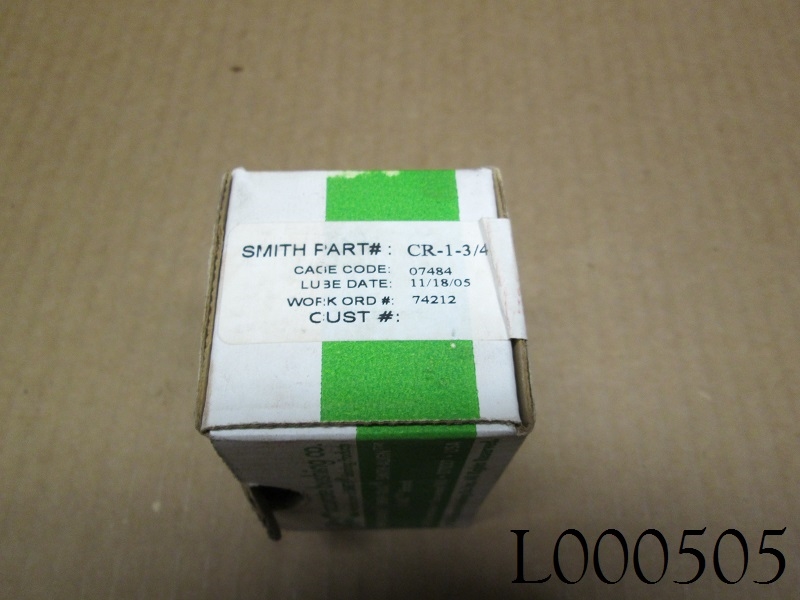 SMITH PART# : CR-1-3/4
CAGE CODE: 07484
LUBE DATE: 11/18/05
WORK ORD #: 74212
CUST #:
L000505